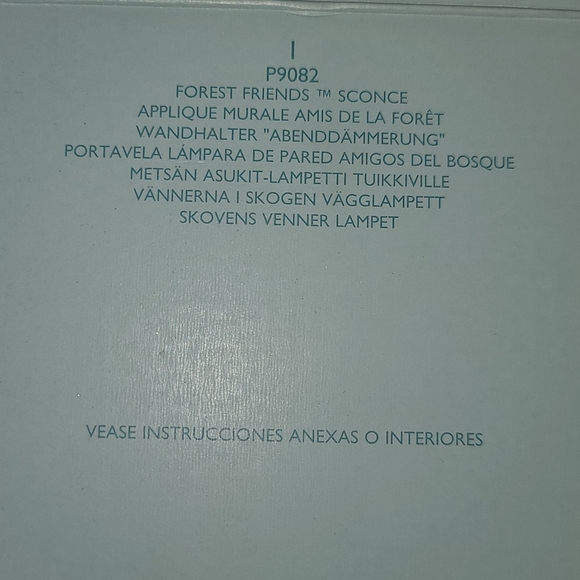 1
P9082
FOREST FRIENDS ™ SCONCE
APPLIQUE MURALE AMIS DE LA FORÊT
WANDHALTER "ABENDDÄMMERUNG"
PORTAVELA LÁMPARA DE PARED AMIGOS DEL BOSQUE
METSÄN ASUKIT-LAMPETTI TUIKKIVILLE
VÄNNERNA I SKOGEN VÄGGLAMPETT
SKOVENS VENNER LAMPET
VEASE INSTRUCCIONES ANEXAS O INTERIORES